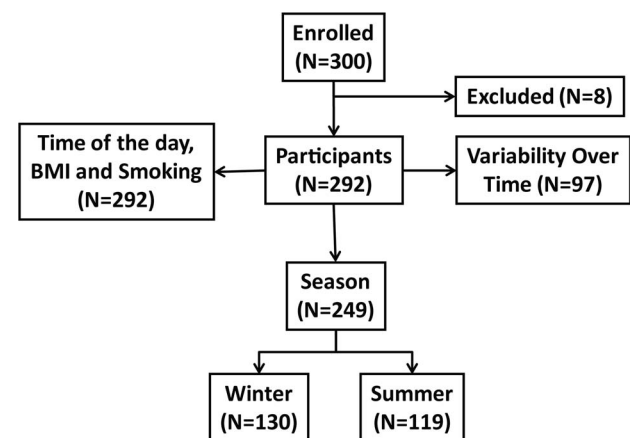 Enrolled
(N=300)
Excluded (N=8)
Time of the day,
BMI and Smoking
(N=292)
Participants
(N=292)
Variability Over
Time (N=97)
Season
(N=249)
Winter
(N=130)
Summer
(N=119)